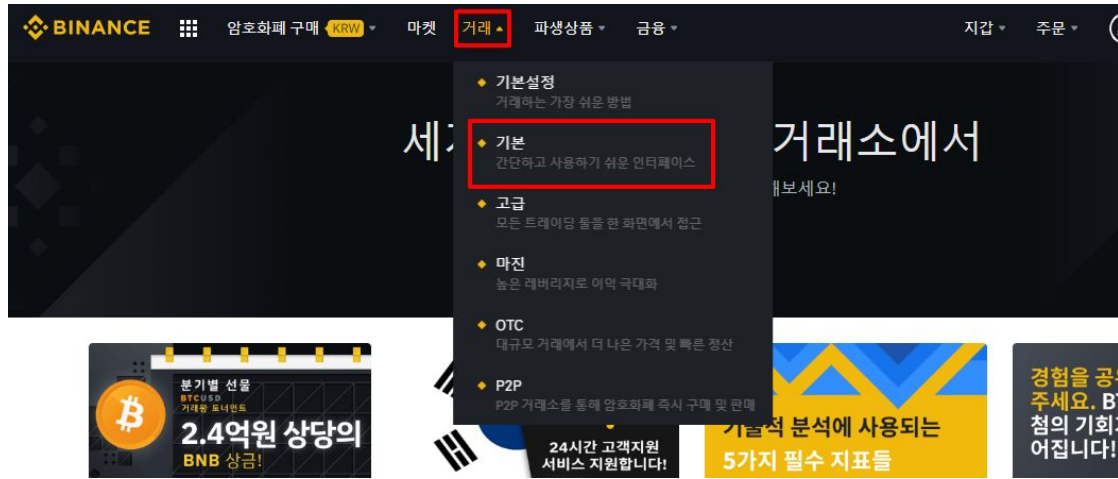 BINANCE 암호화폐 구매 KRW 마켓 거래 파생상품 금융 지갑 주문
기본설정
거래하는 가장 쉬운 방법
기본
간단하고 사용하기 쉬운 인터페이스
거래소에서
해보세요!
고급
모든 트레이딩 툴을 한 화면에서 접근
마진
높은 레버리지로 이익 극대화
OTC
대규모 거래에서 더 나은 가격 및 빠른 정산
P2P
P2P 거래소를 통해 암호화폐 즉시 구매 및 판매
분기별 선물
BTCUSD
거래왕 토너먼트
2.4억원 상당의
BNB 상금!
24시간 고객지원
서비스 지원합니다!
기술적 분석에 사용되는
5가지 필수 지표들
경험을 공유
주세요. BT
첨의 기회가
어집니다!